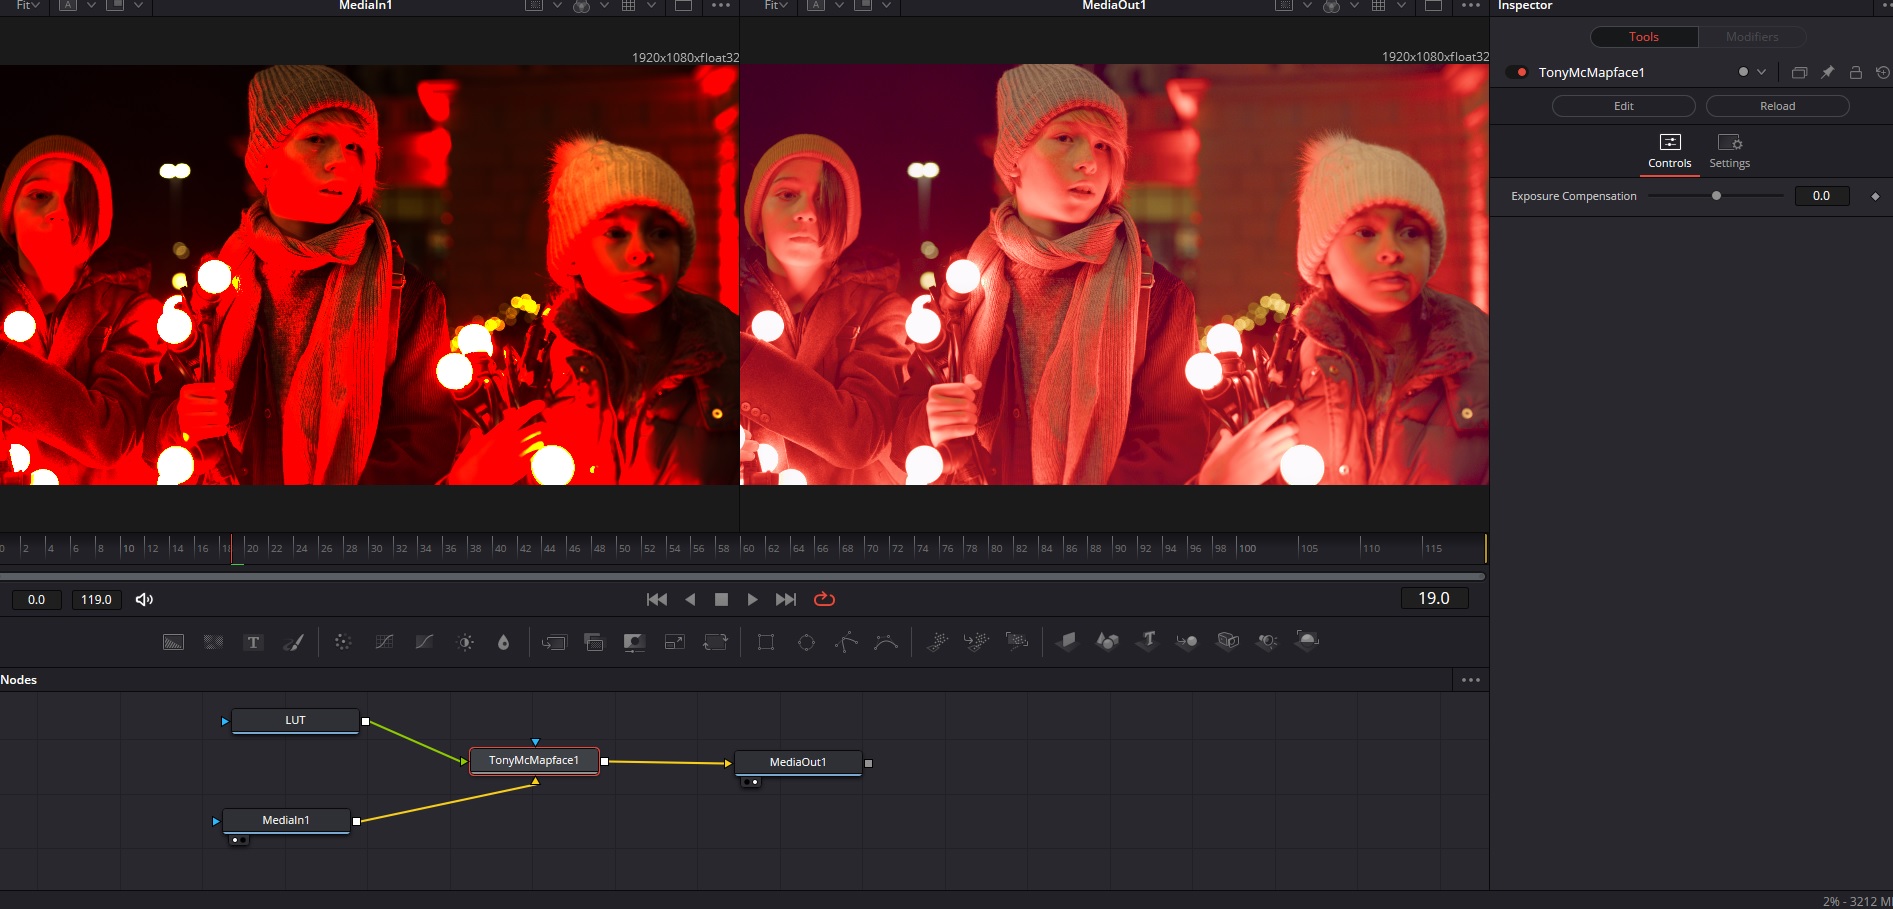 Fit
A
MediaIn1
Fit
A
MediaOut1
Inspector
Tools
Modifiers
1920x1080xfloat32
1920x1080xfloat32
TonyMcMapface1
Edit
Reload
Controls
Settings
Exposure Compensation
0.0
0 2 4 6 8 10 12 14 16 18 20 22 24 26 28 30 32 34 36 38 40 42 44 46 48 50 52 54 56 58 60 62 64 66 68 70 72 74 76 78 80 82 84 86 88 90 92 94 96 98 100 105 110 115
0.0
119.0
19.0
T
Nodes
LUT
TonyMcMapface1
MediaOut1
MediaIn1
2% - 3212 M